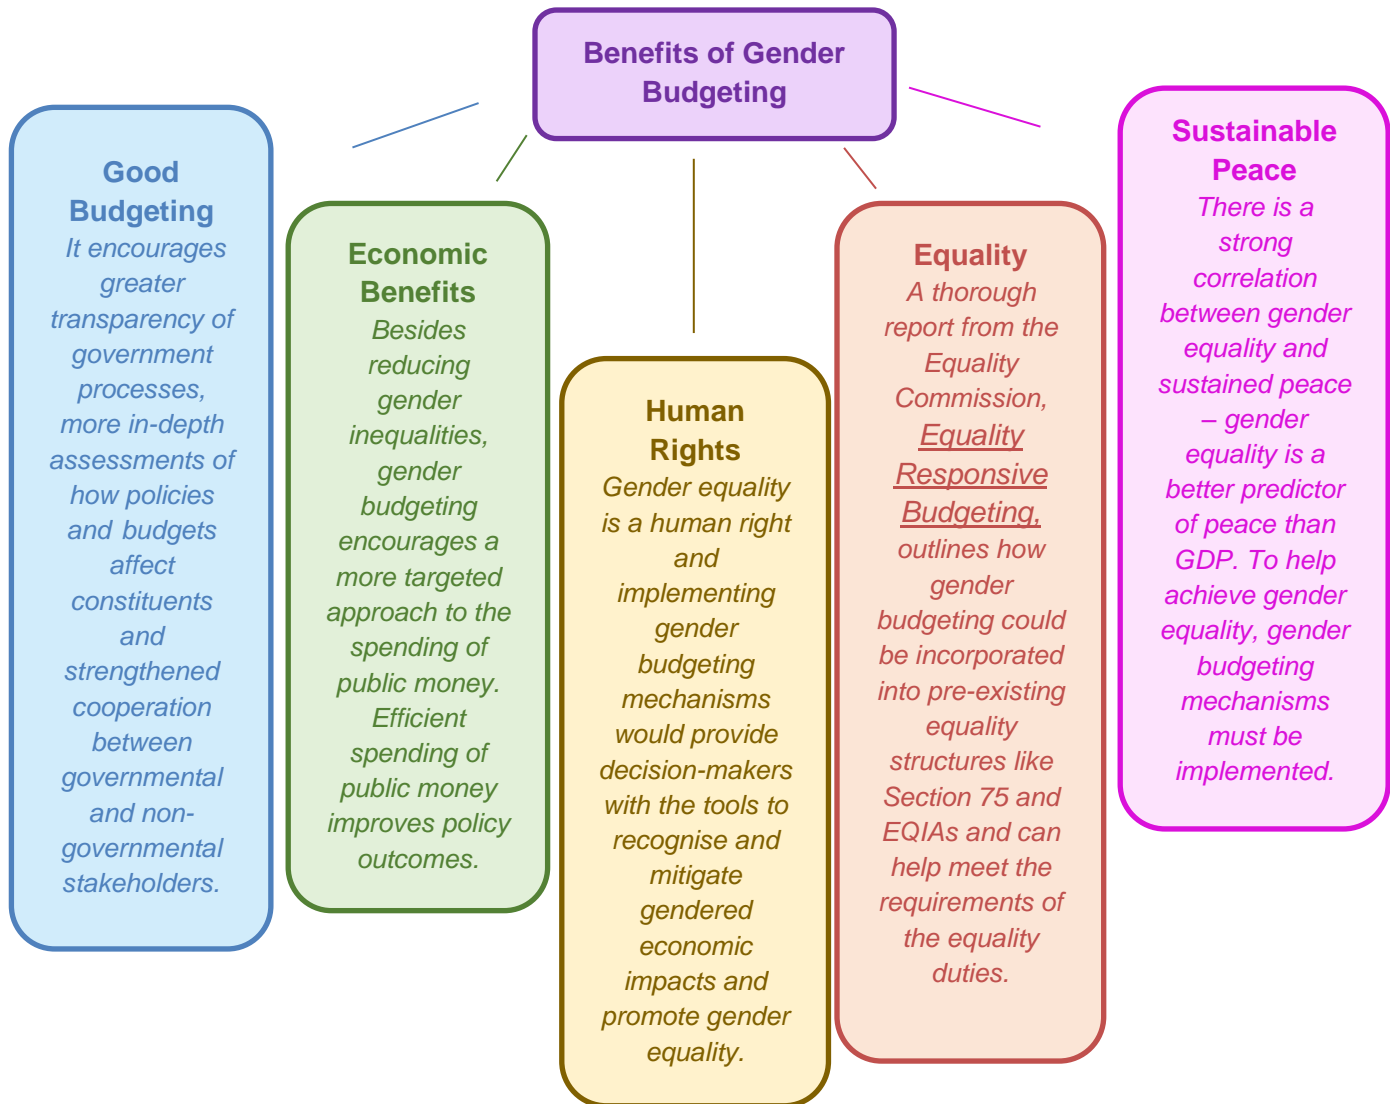 Benefits of Gender
Budgeting
Good
Budgeting
It encourages
greater
transparency of
government
processes,
more in-depth
assessments of
how policies
and budgets
affect
constituents
and
strengthened
cooperation
between
governmental
and non-
governmental
stakeholders.
Economic
Benefits
Besides
reducing
gender
inequalities,
gender
budgeting
encourages a
more targeted
approach to the
spending of
public money.
Efficient
spending of
public money
improves policy
outcomes.
Human
Rights
Gender equality
is a human right
and
implementing
gender
budgeting
mechanisms
would provide
decision-makers
with the tools to
recognise and
mitigate
gendered
economic
impacts and
promote gender
equality.
Equality
A thorough
report from the
Equality
Commission,
Equality
Responsive
Budgeting,
outlines how
gender
budgeting could
be incorporated
into pre-existing
equality
structures like
Section 75 and
EQIAs and can
help meet the
requirements of
the equality
duties.
Sustainable
Peace
There is a
strong
correlation
between gender
equality and
sustained peace
– gender
equality is a
better predictor
of peace than
GDP. To help
achieve gender
equality, gender
budgeting
mechanisms
must be
implemented.